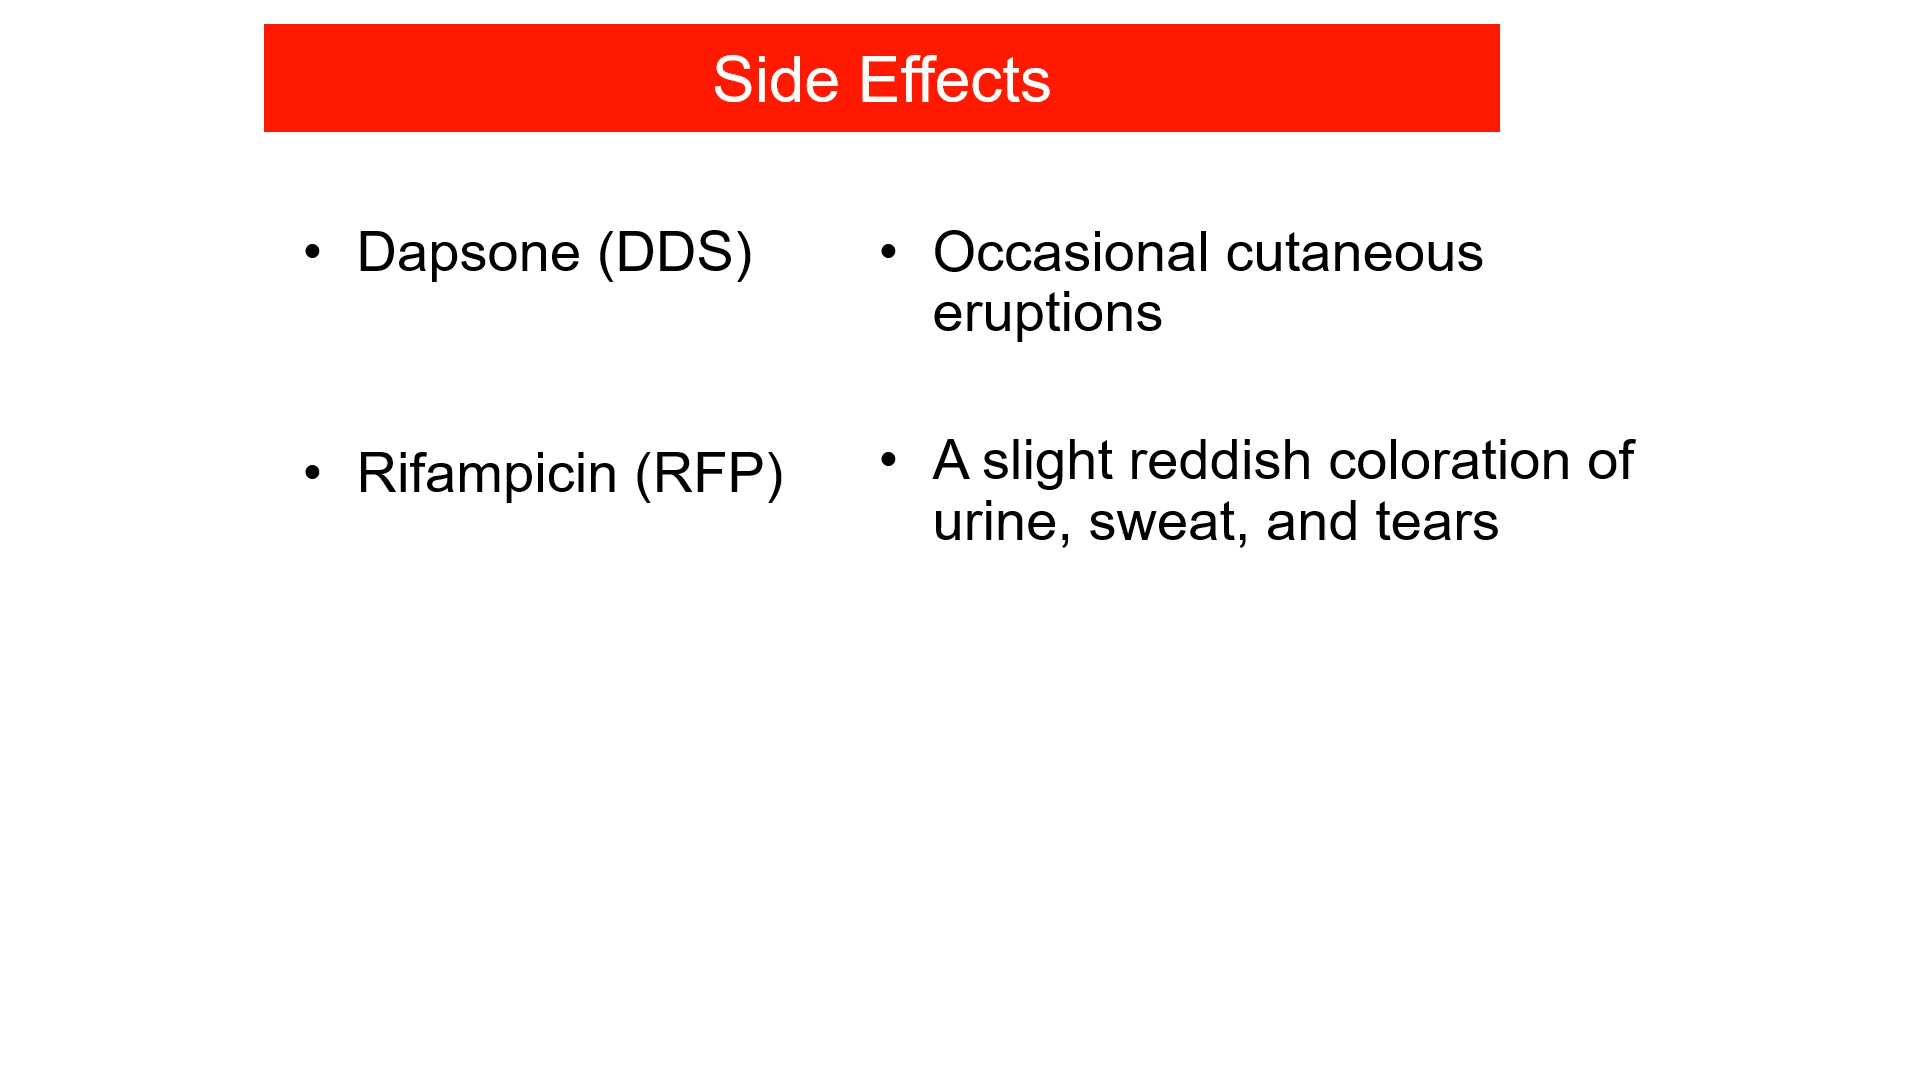 Side Effects
• Dapsone (DDS)
• Occasional cutaneous
eruptions
• Rifampicin (RFP)
• A slight reddish coloration of
urine, sweat, and tears